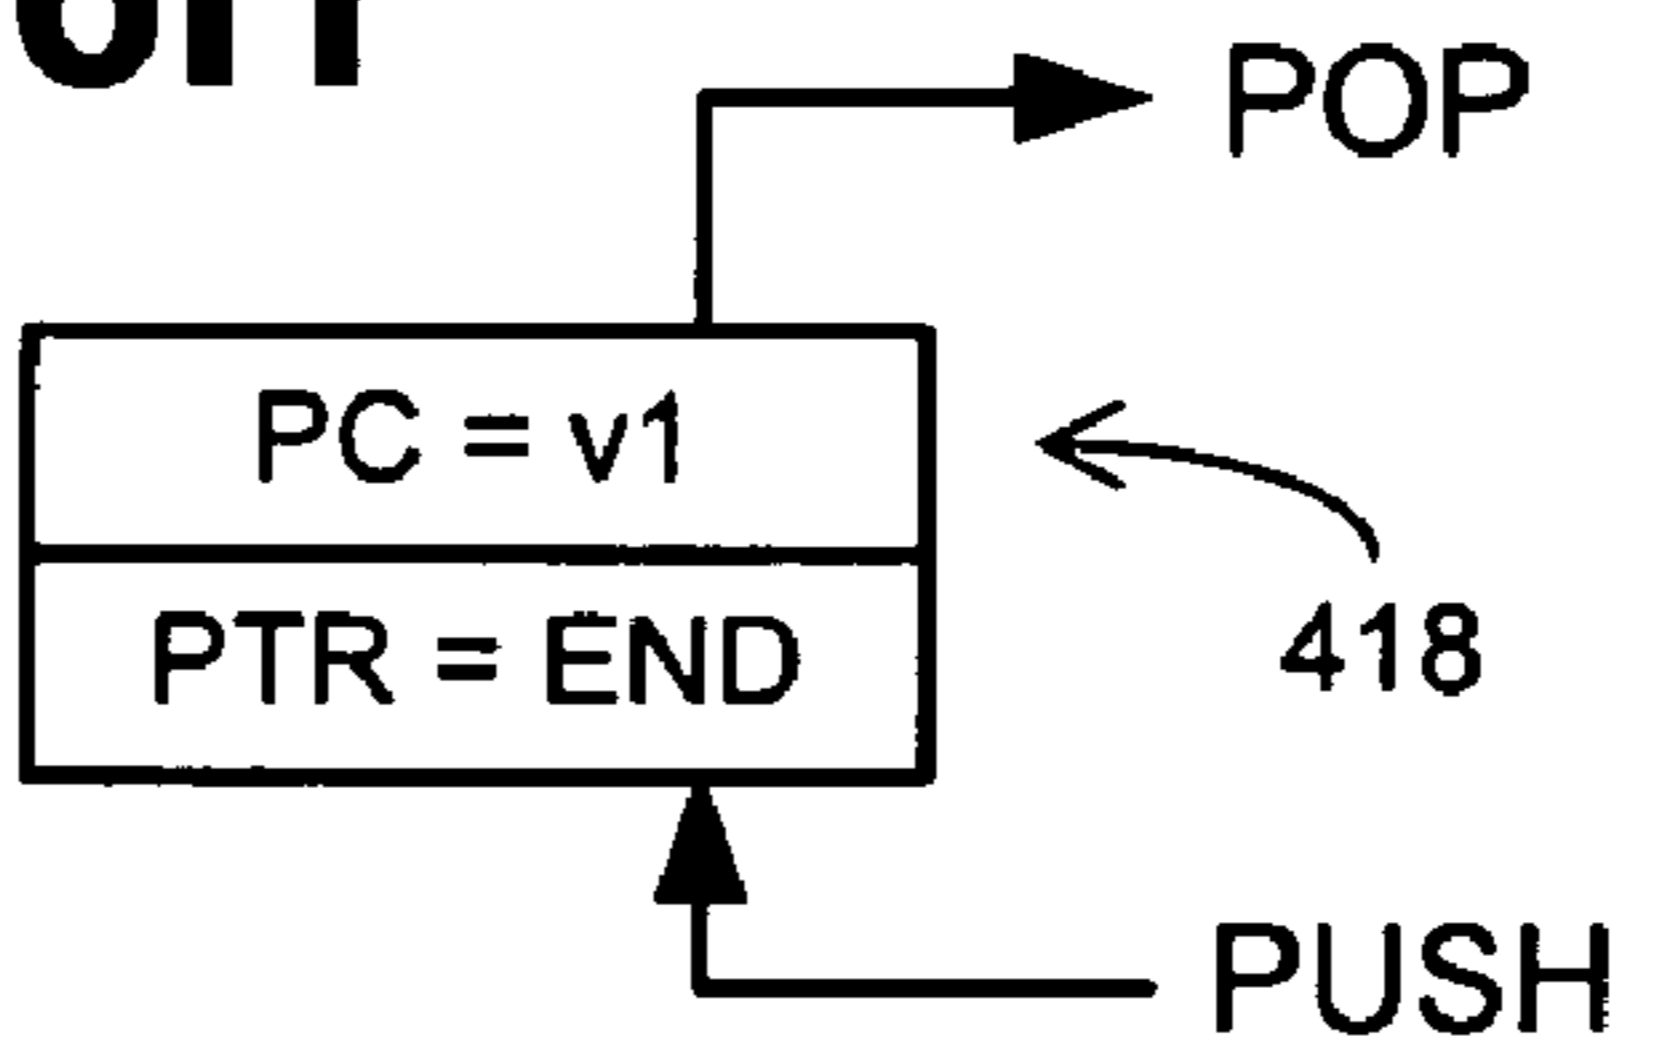 POP
PC = v1
418
PTR = END
PUSH